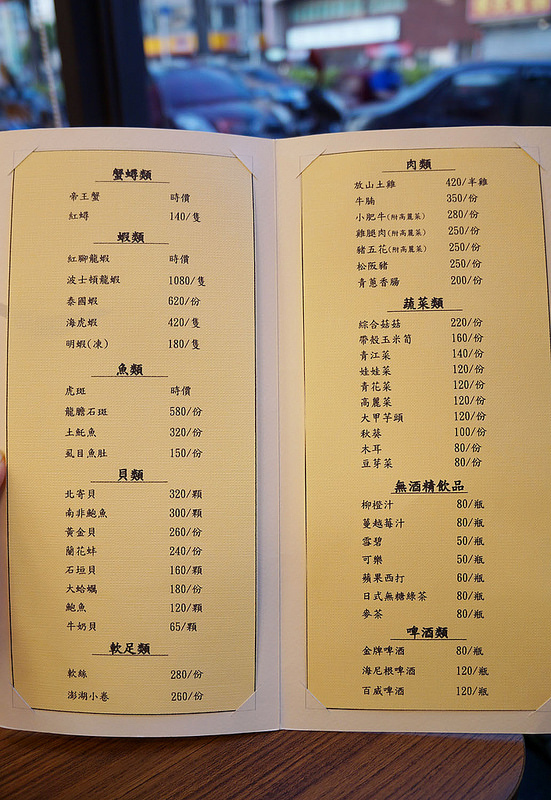 蟹蟳類
帝王蟹 時價
紅蟳 140/隻
蝦類
紅腳龍蝦 時價
波士頓龍蝦 1080/隻
泰國蝦 620/份
海虎蝦 420/隻
明蝦(凍) 180/隻
魚類
虎斑 時價
龍膽石斑 580/份
土魠魚 320/份
虱目魚肚 150/份
貝類
北寄貝 320/顆
南非鮑魚 300/顆
黃金貝 260/份
蘭花蚌 240/份
石垣貝 160/顆
大蛤蠣 180/份
鮑魚 120/顆
牛奶貝 65/顆
軟足類
軟絲 280/份
澎湖小卷 260/份
肉類
放山土雞 420/半雞
牛腩 350/份
小肥牛(附高麗菜) 280/份
雞腿肉(附高麗菜) 250/份
豬五花(附高麗菜) 250/份
松阪豬 250/份
青蔥香腸 200/份
蔬菜類
綜合菇菇 220/份
帶殼玉米筍 160/份
青江菜 140/份
娃娃菜 120/份
青花菜 120/份
高麗菜 120/份
大甲芋頭 120/份
秋葵 100/份
木耳 80/份
豆芽菜 80/份
無酒精飲品
柳橙汁 80/瓶
蔓越莓汁 80/瓶
雪碧 50/瓶
可樂 50/瓶
蘋果西打 60/瓶
日式無糖綠茶 80/瓶
麥茶 80/瓶
啤酒類
金牌啤酒 80/瓶
海尼根啤酒 120/瓶
百威啤酒 120/瓶